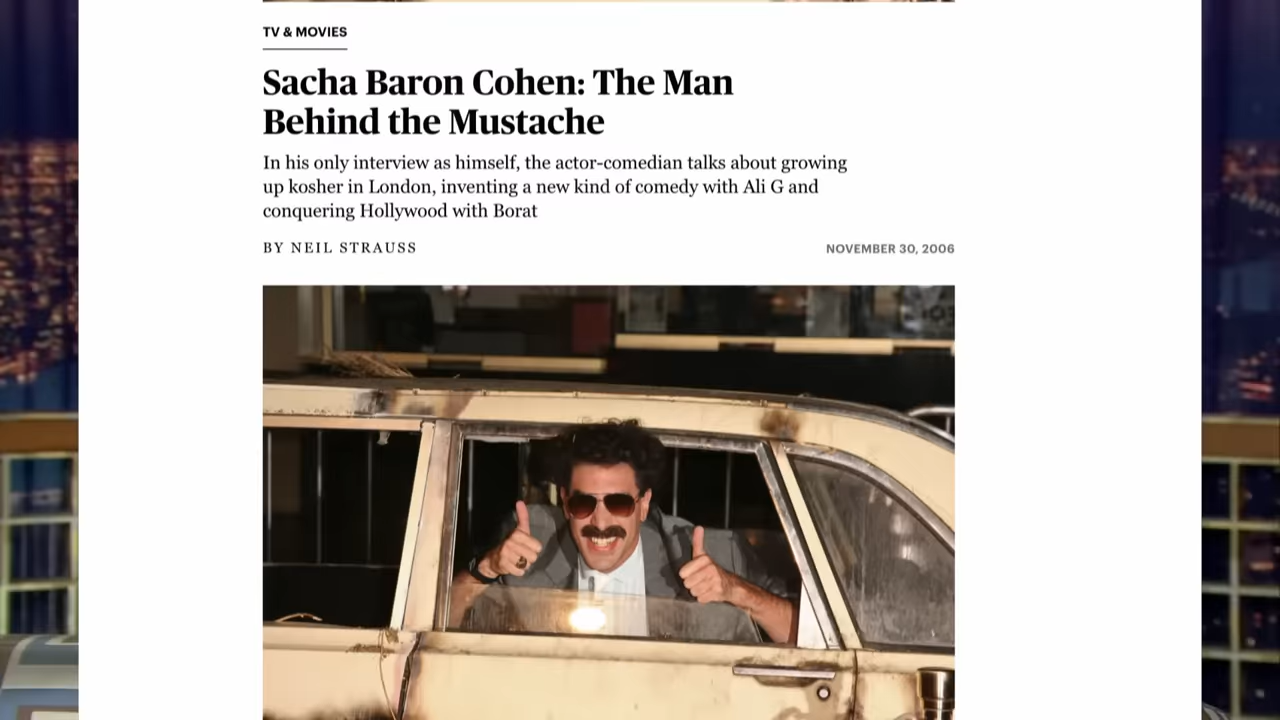 TV & MOVIES
Sacha Baron Cohen: The Man
Behind the Mustache
In his only interview as himself, the actor-comedian talks about growing
up kosher in London, inventing a new kind of comedy with Ali G and
conquering Hollywood with Borat
BY NEIL STRAUSS
NOVEMBER 30, 2006